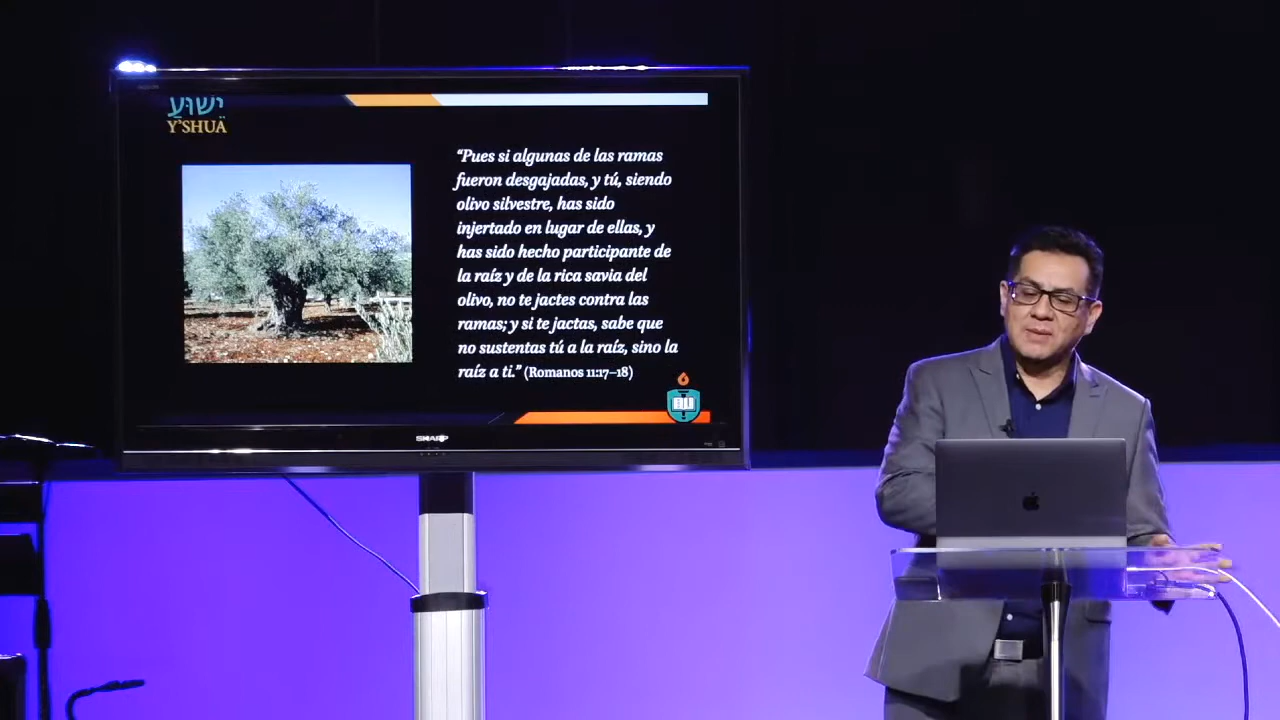 יֵשׁוּעַ
Y'SHUA
“Pues si algunas de las ramas
fueron desgajadas, y tú, siendo
olivo silvestre, has sido
injertado en lugar de ellas, y
has sido hecho participante de
la raíz y de la rica savia del
olivo, no te jactes contra las
ramas; y si te jactas, sabe que
no sustentas tú a la raíz, sino la
raíz a ti.” (Romanos 11:17–18)
SHARP